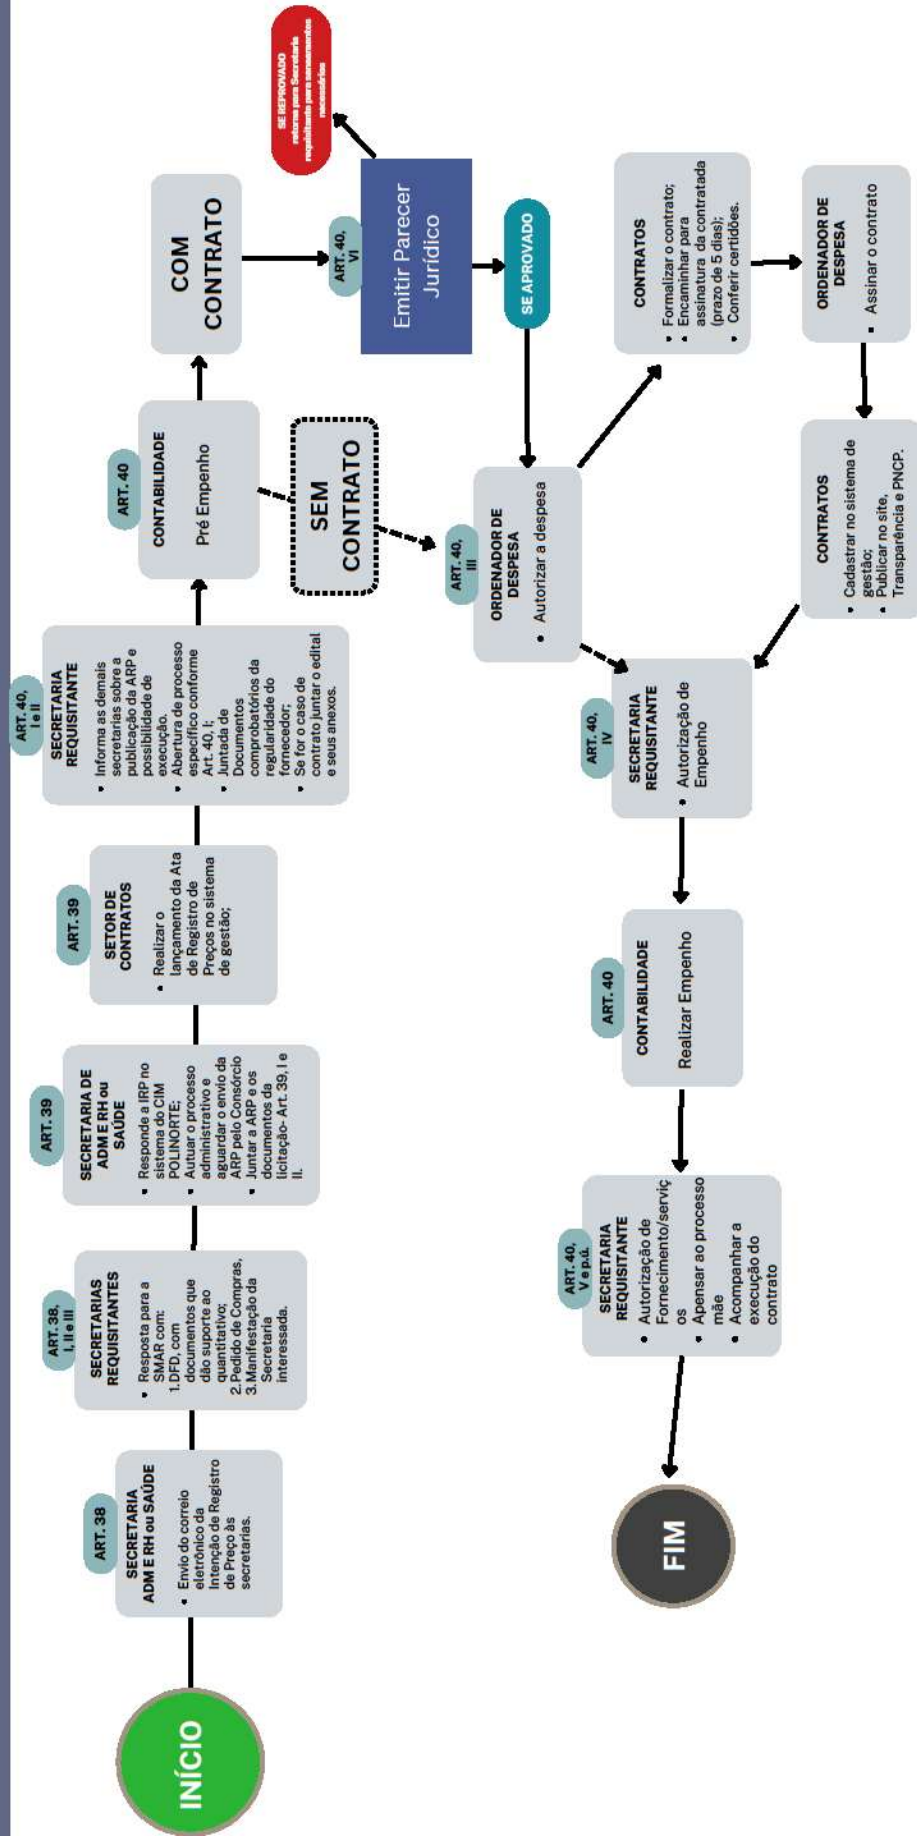 INÍCIO
ART. 38
SECRETARIA
ADM E RH ou SAÚDE
• Envio do correio
eletrônico da
Intenção de Registro
de Preço às
secretarias.
ART. 38,
I, II e III
SECRETARIAS
REQUISITANTES
• Resposta para a
SMAR com:
1.DFD, com
documentos que
dão suporte ao
quantitativo;
2.Pedido de Compras,
3.Manifestação da
Secretaria
interessada.
ART. 39
SECRETARIA DE
ADM E RH ou
SAÚDE
• Responde a IRP no
sistema do CIM
POLINORTE;
• Autuar o processo
administrativo e
aguardar o envio da
ARP pelo Consórcio
• Juntar a ARP e os
documentos da
licitação- Art. 39, I e
II.
ART. 39
SETOR DE
CONTRATOS
• Realizar o
lançamento da Ata
de Registro de
Preços no sistema
de gestão;
ART. 40,
I e II
SECRETARIA
REQUISITANTE
• Informa as demais
secretarias sobre a
publicação da ARP e
possibilidade de
execução.
• Abertura de processo
específico conforme
Art. 40, I;
• Juntada de
Documentos
comprobatórios da
regularidade do
fornecedor;
• Se for o caso de
contrato juntar o edital
e seus anexos.
ART. 40
CONTABILIDADE
Pré Empenho
COM
CONTRATO
SEM
CONTRATO
ART. 40,
VI
Emitir Parecer
Jurídico
SE REPROVADO
retorna para Secretaria
requisitante para saneamentos
necessários
SE APROVADO
ART. 40,
III
ORDENADOR DE
DESPESA
• Autorizar a despesa
CONTRATOS
• Formalizar o contrato;
• Encaminhar para
assinatura da contratada
(prazo de 5 dias);
• Conferir certidões.
ORDENADOR DE
DESPESA
• Assinar o contrato
CONTRATOS
• Cadastrar no sistema de
gestão;
• Publicar no site,
Transparência e PNCP.
ART. 40,
IV
SECRETARIA
REQUISITANTE
• Autorização de
Empenho
ART. 40
CONTABILIDADE
Realizar Empenho
ART. 40,
V e p.ú.
SECRETARIA
REQUISITANTE
• Autorização de
Fornecimento/serviç
os
• Apensar ao processo
mãe
• Acompanhar a
execução do
contrato
FIM